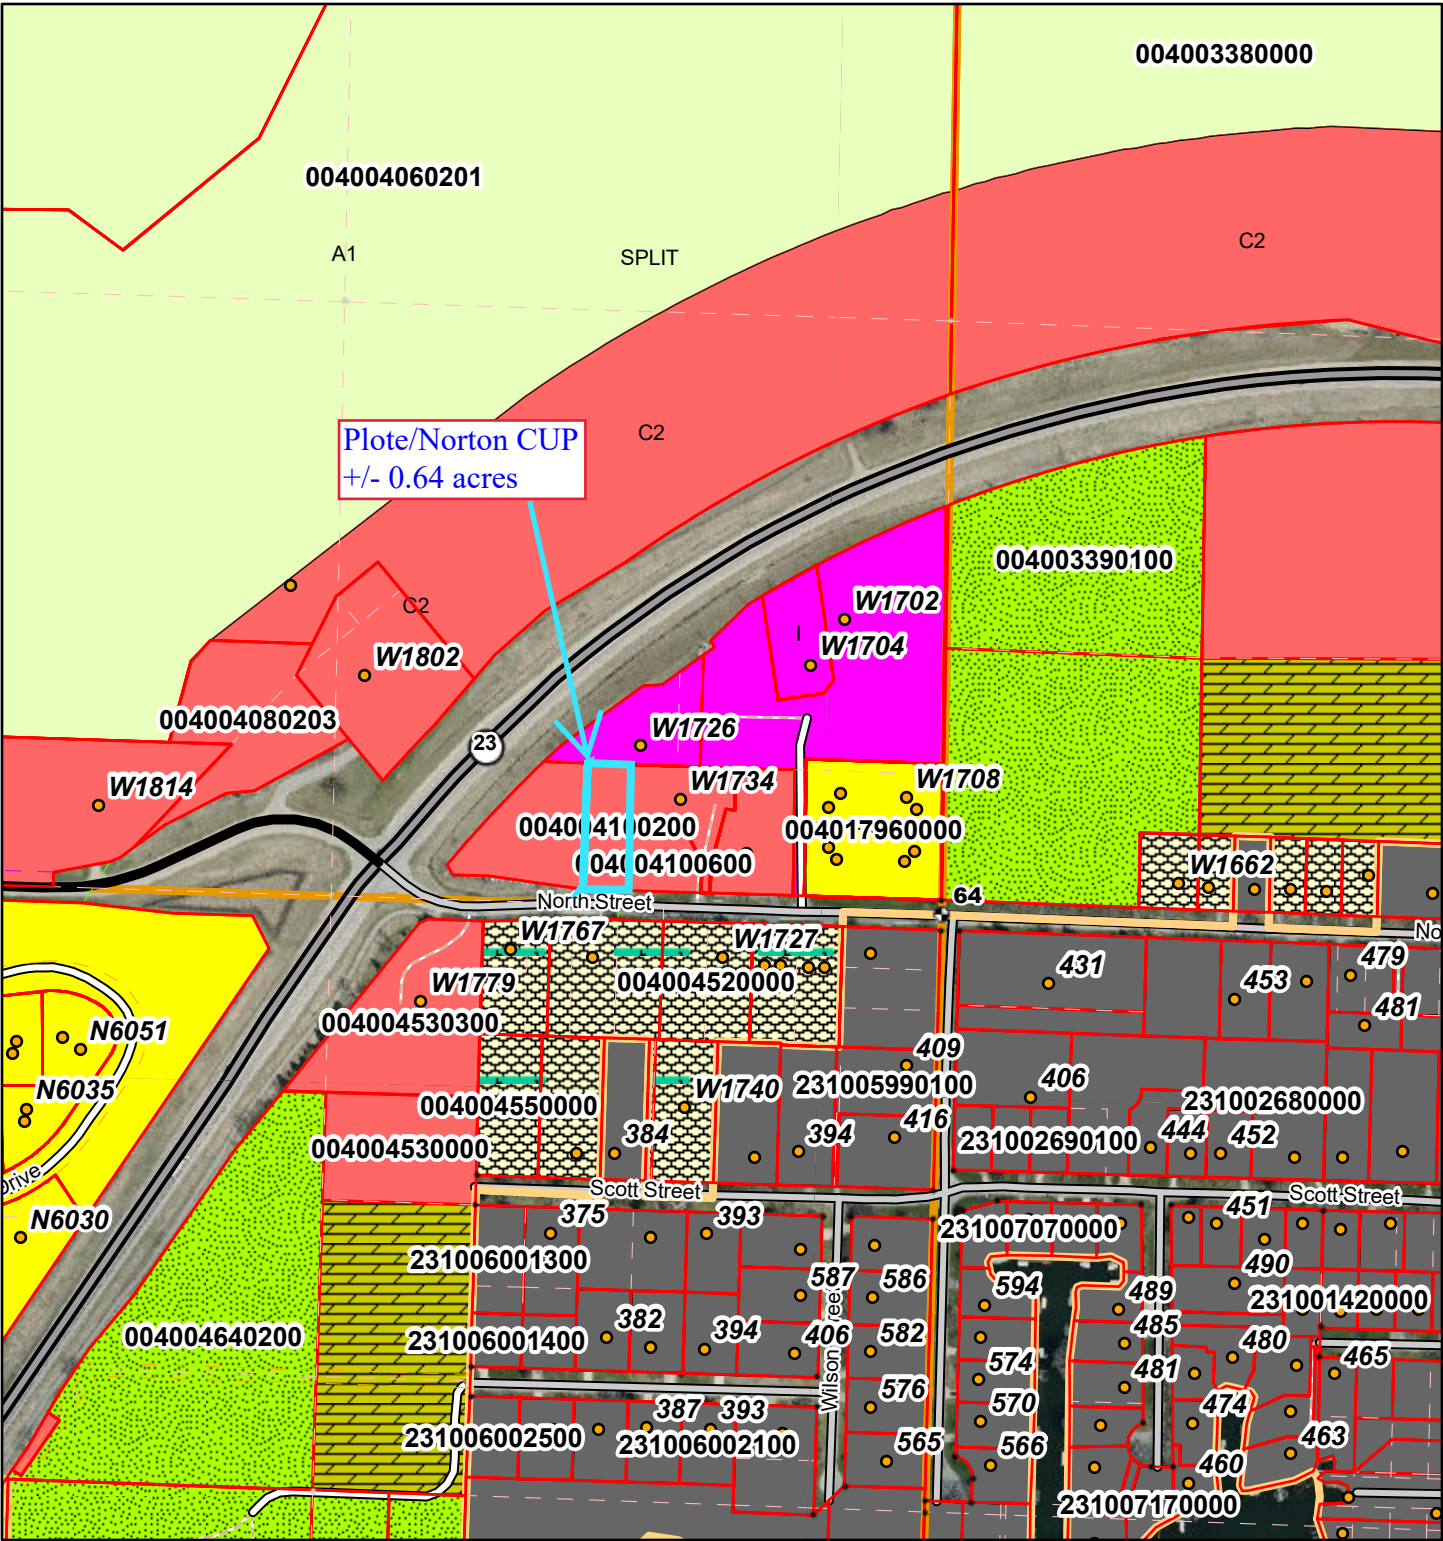 004003380000
004004060201
C2
A1
SPLIT
Plote/Norton CUP
+/- 0.64 acres
C2
004003390100
W1702
C2
I
W1704
W1802
004004080203
W1726
23
W1814
W1734
W1708
004004100200
004017960000
004004100600
W1662
North Street
64
No
W1767
W1727
431
453
479
W1779
004004520000
481
004004530300
N6051
409
N6035
W1740
231005990100
406
004004550000
231002680000
384
394
416
231002690100
444
452
004004530000
Drive
Scott Street
Scott Street
N6030
375
393
231007070000
451
231006001300
587
586
594
489
490
231001420000
382
394
406
582
485
480
004004640200
231006001400
465
574
481
Wilson Street
576
570
474
387
393
231006002500
231006002100
565
566
460
463
231007170000